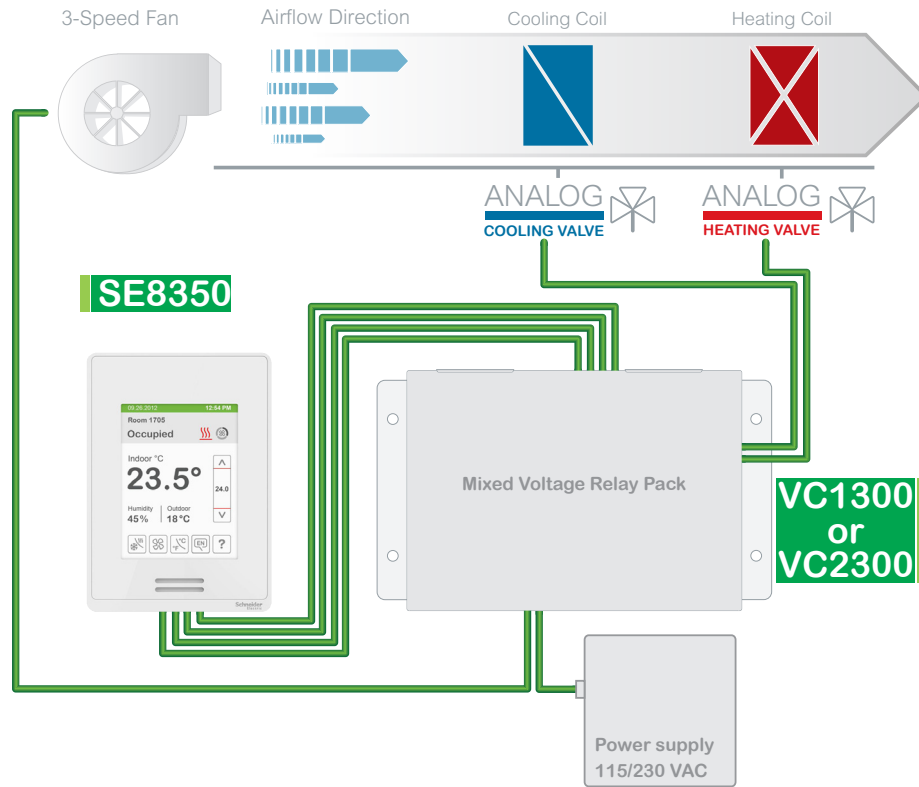 3-Speed Fan
Airflow Direction
Cooling Coil
Heating Coil
ANALOG
COOLING VALVE
ANALOG
HEATING VALVE
SE8350
09.26.2012 12:54 PM
Room 1705
Occupied
Indoor °C
23.5°
24.0
Humidity
45%
Outdoor
18°C
°C
°F
EN
?
Schneider
Electric
Mixed Voltage Relay Pack
VC1300
or
VC2300
Power supply
115/230 VAC